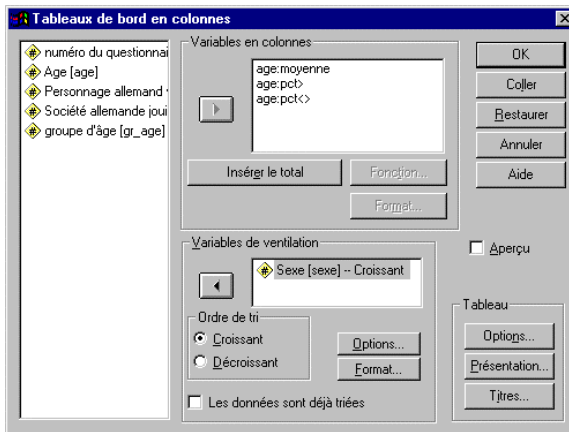 Tableaux de bord en colonnes
numéro du questionnai
Age [age]
Personnage allemand
Société allemande joui
groupe d'âge [gr_age]
Variables en colonnes
age:moyenne
age:pct>
age:pct<>
Insérer le total
Fonction...
Format...
Variables de ventilation
Sexe [sexe] -- Croissant
Ordre de tri
Croissant
Décroissant
Options...
Format...
Les données sont déjà triées
OK
Coller
Restaurer
Annuler
Aide
Aperçu
Tableau
Options...
Présentation...
Titres...